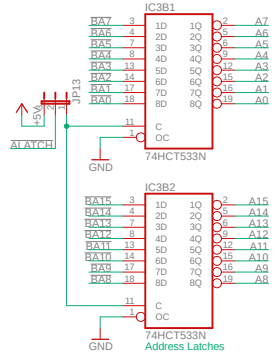 IC3B1
BA7 3 1D 1Q 2 A7
BA6 4 2D 2Q 5 A6
BA5 7 3D 3Q 6 A5
BA4 8 4D 4Q 9 A4
BA3 13 5D 5Q 12 A3
BA2 14 6D 6Q 15 A2
BA1 17 7D 7Q 16 A1
BA0 18 8D 8Q 19 A0
+5V 3 2 1 JP13
11 C
1 OC
ALATCH
GND 74HCT533N
IC3B2
BA15 3 1D 1Q 2 A15
BA14 4 2D 2Q 5 A14
BA13 7 3D 3Q 6 A13
BA12 8 4D 4Q 9 A12
BA11 13 5D 5Q 12 A11
BA10 14 6D 6Q 15 A10
BA9 17 7D 7Q 16 A9
BA8 18 8D 8Q 19 A8
11 C
1 OC
GND 74HCT533N
Address Latches